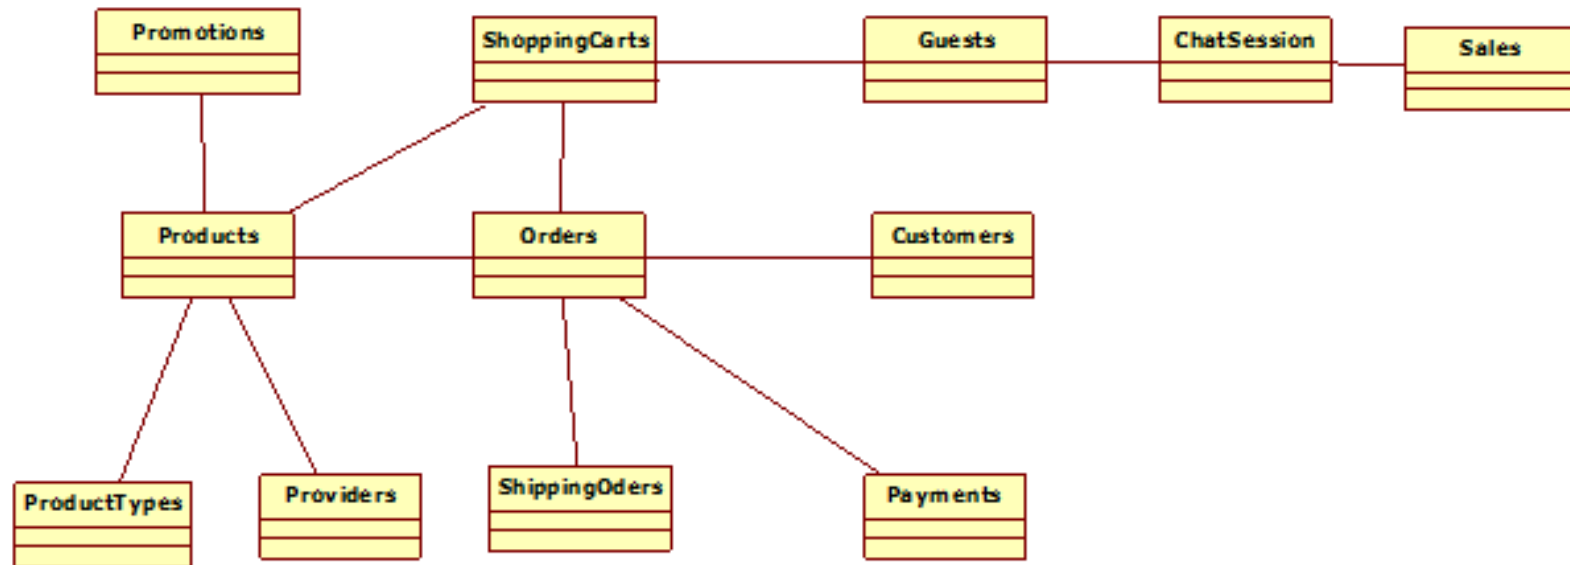 Promotions
ShoppingCarts
Guests
ChatSession
Sales
Products
Orders
Customers
ProductTypes
Providers
ShippingOders
Payments